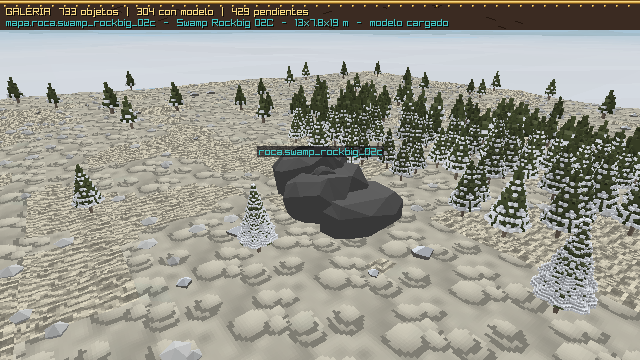 GALERIA 733 objetos | 304 con modelo | 429 pendientes
mapa.roca.swamp_rockbig_02c - Swamp Rockbig 02C - 13x7.8x19 m - modelo cargado
roca.swamp_rockbig_02c